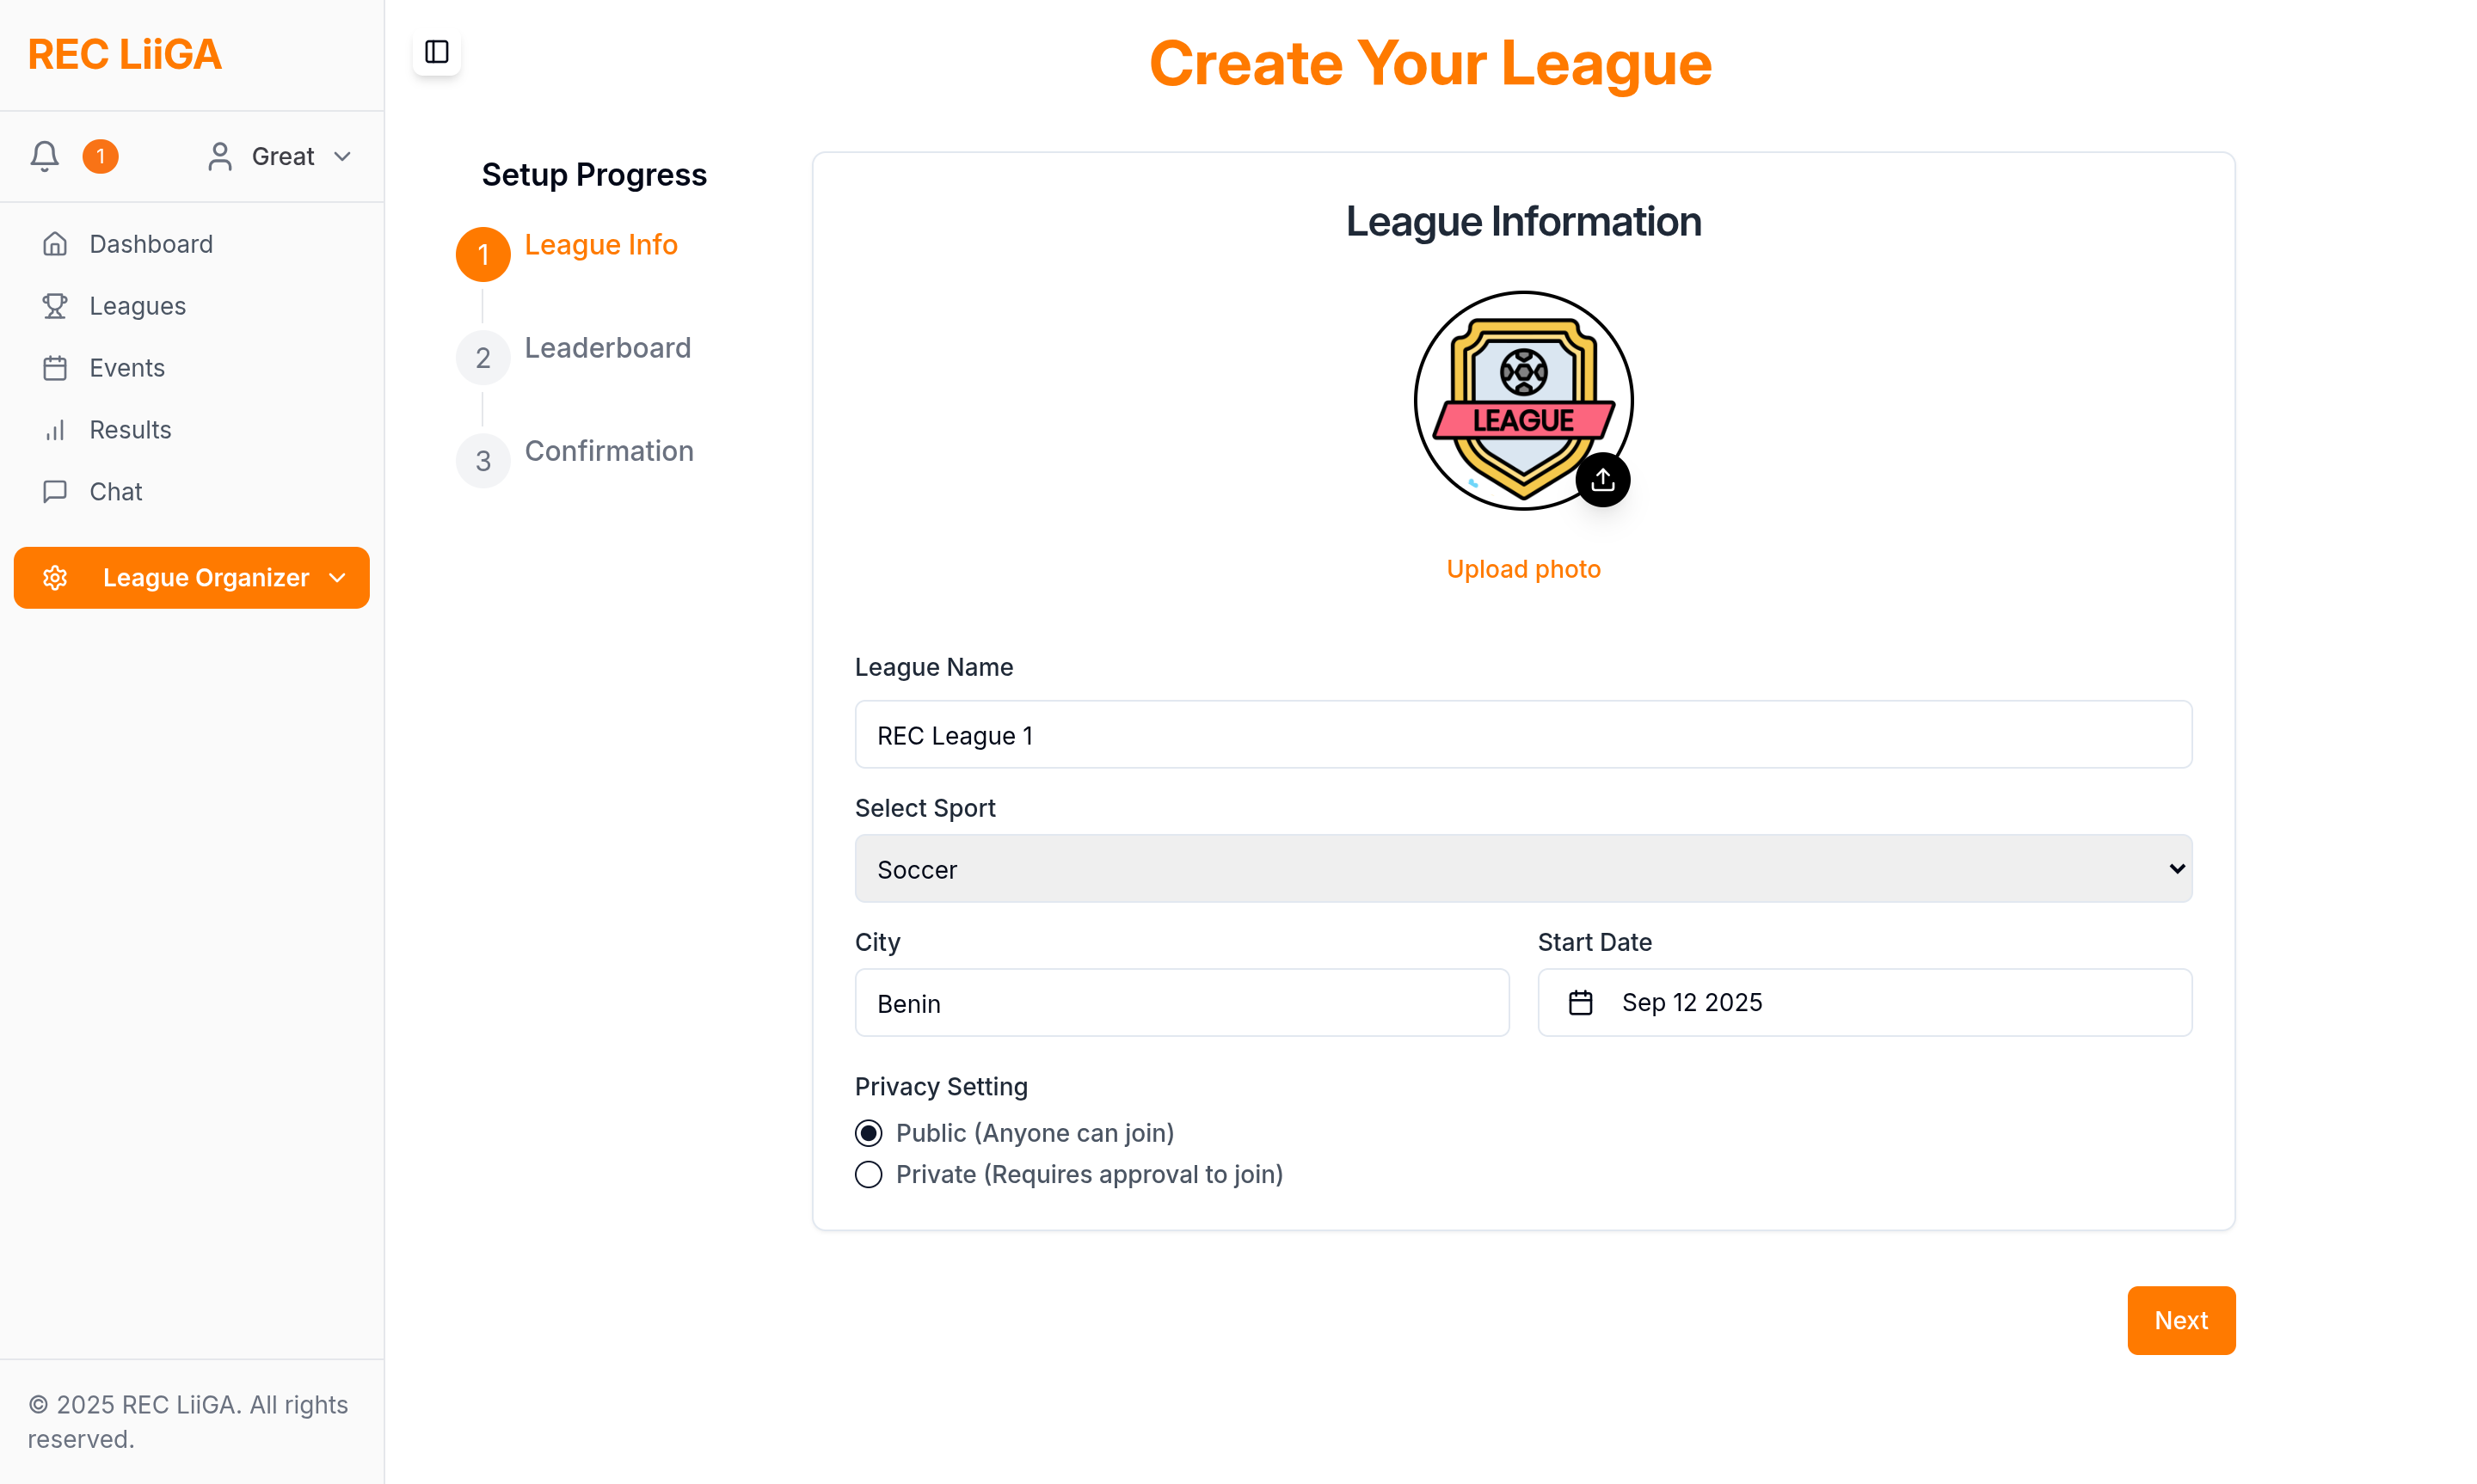 REC LiiGA
1
Great
Dashboard
Leagues
Events
Results
Chat
League Organizer
© 2025 REC LiiGA. All rights
reserved.
Create Your League
Setup Progress
1 League Info
2 Leaderboard
3 Confirmation
League Information
LEAGUE
Upload photo
League Name
REC League 1
Select Sport
Soccer
City
Benin
Start Date
Sep 12 2025
Privacy Setting
Public (Anyone can join)
Private (Requires approval to join)
Next